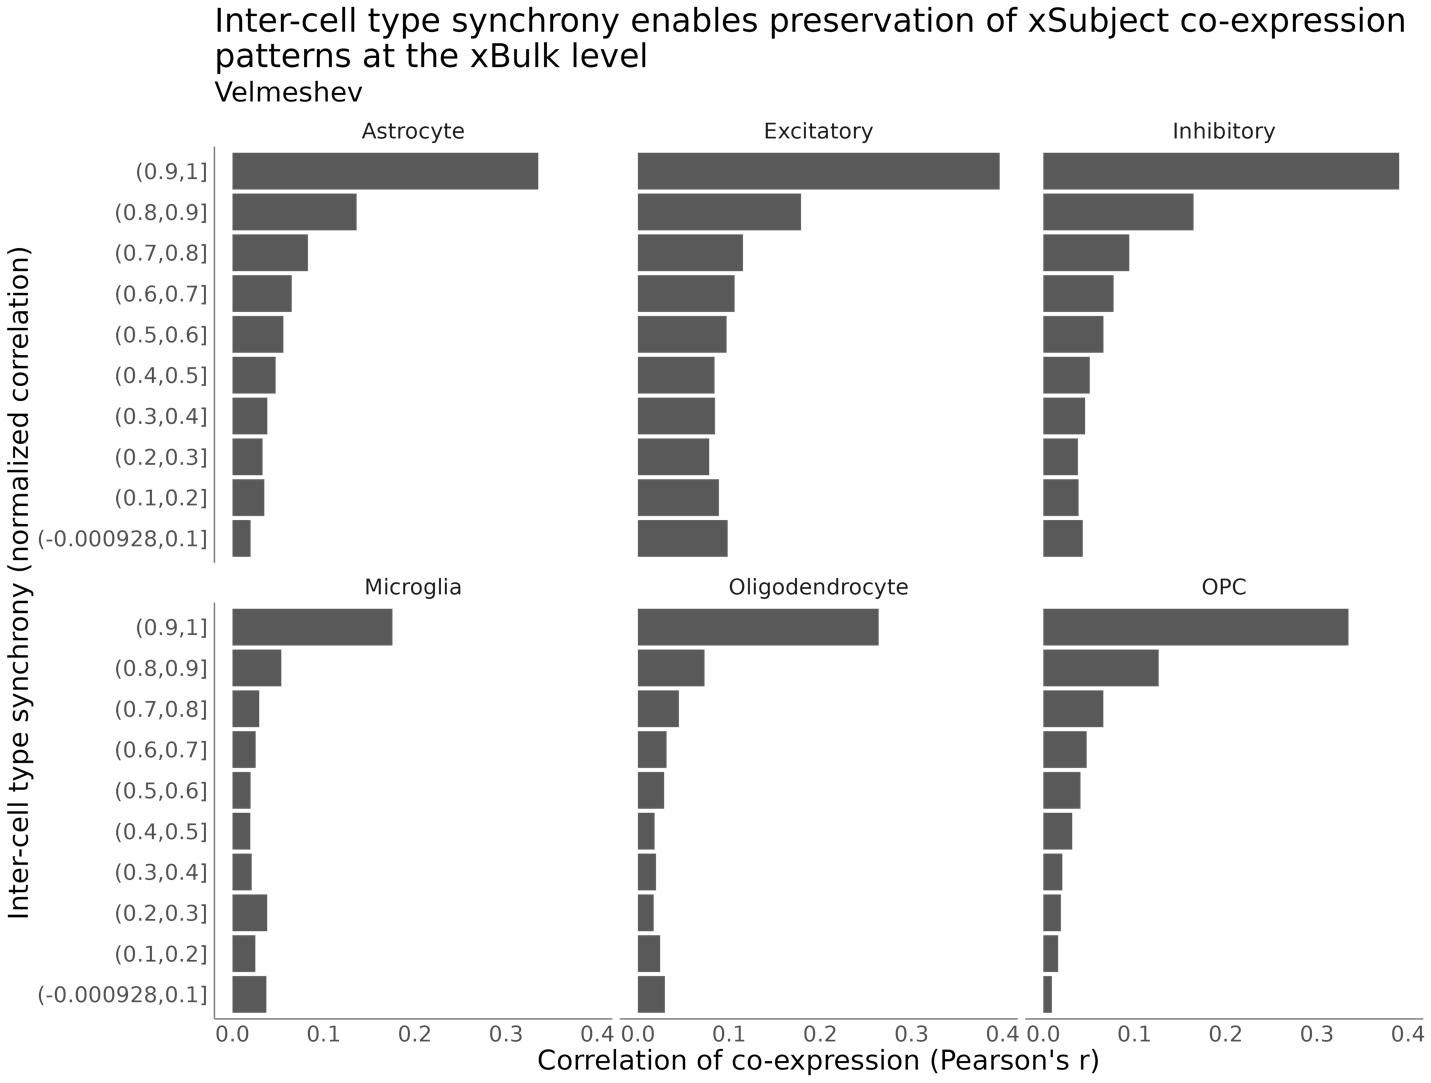 Inter-cell type synchrony enables preservation of xSubject co-expression
patterns at the xBulk level
Velmeshev
Inter-cell type synchrony (normalized correlation)
Astrocyte Excitatory Inhibitory
(0.9,1]
(0.8,0.9]
(0.7,0.8]
(0.6,0.7]
(0.5,0.6]
(0.4,0.5]
(0.3,0.4]
(0.2,0.3]
(0.1,0.2]
(-0.000928,0.1]
Microglia Oligodendrocyte OPC
(0.9,1]
(0.8,0.9]
(0.7,0.8]
(0.6,0.7]
(0.5,0.6]
(0.4,0.5]
(0.3,0.4]
(0.2,0.3]
(0.1,0.2]
(-0.000928,0.1]
0.0 0.1 0.2 0.3 0.4 0.0 0.1 0.2 0.3 0.4 0.0 0.1 0.2 0.3 0.4
Correlation of co-expression (Pearson's r)